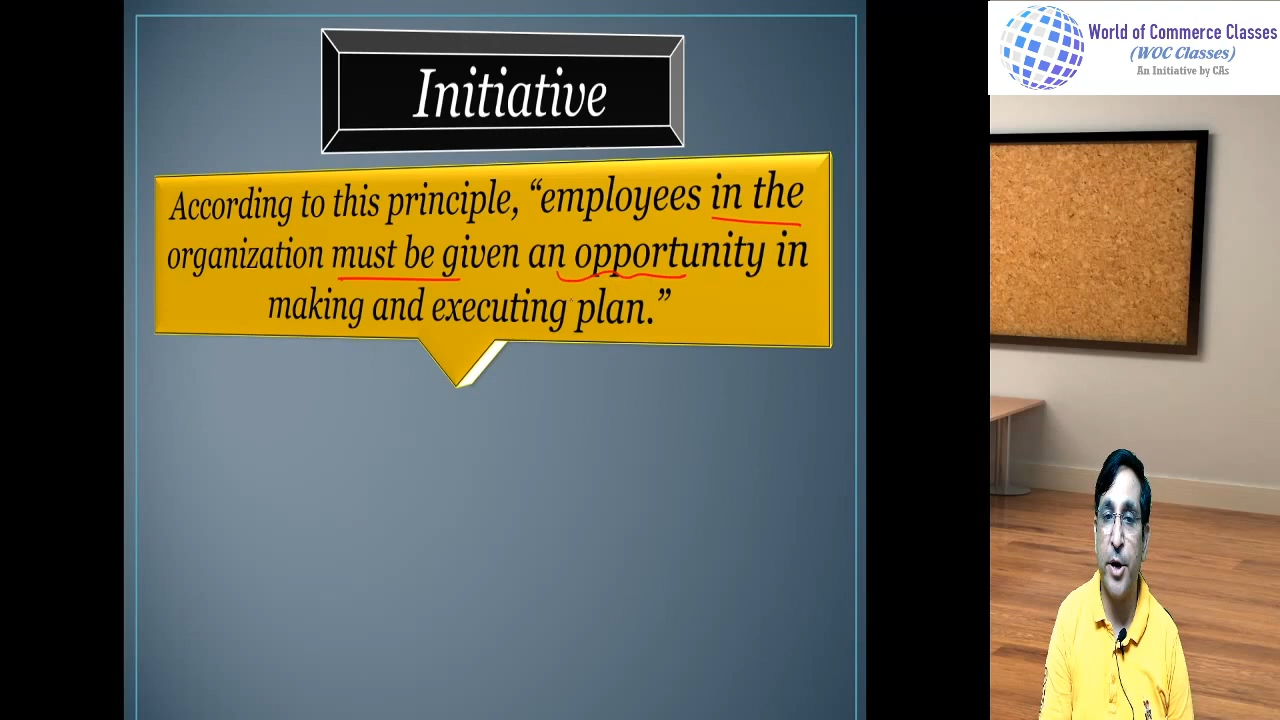 Initiative
According to this principle, “employees in the
organization must be given an opportunity in
making and executing plan.”
World of Commerce Classes
(WOC Classes)
An Initiative by CAs